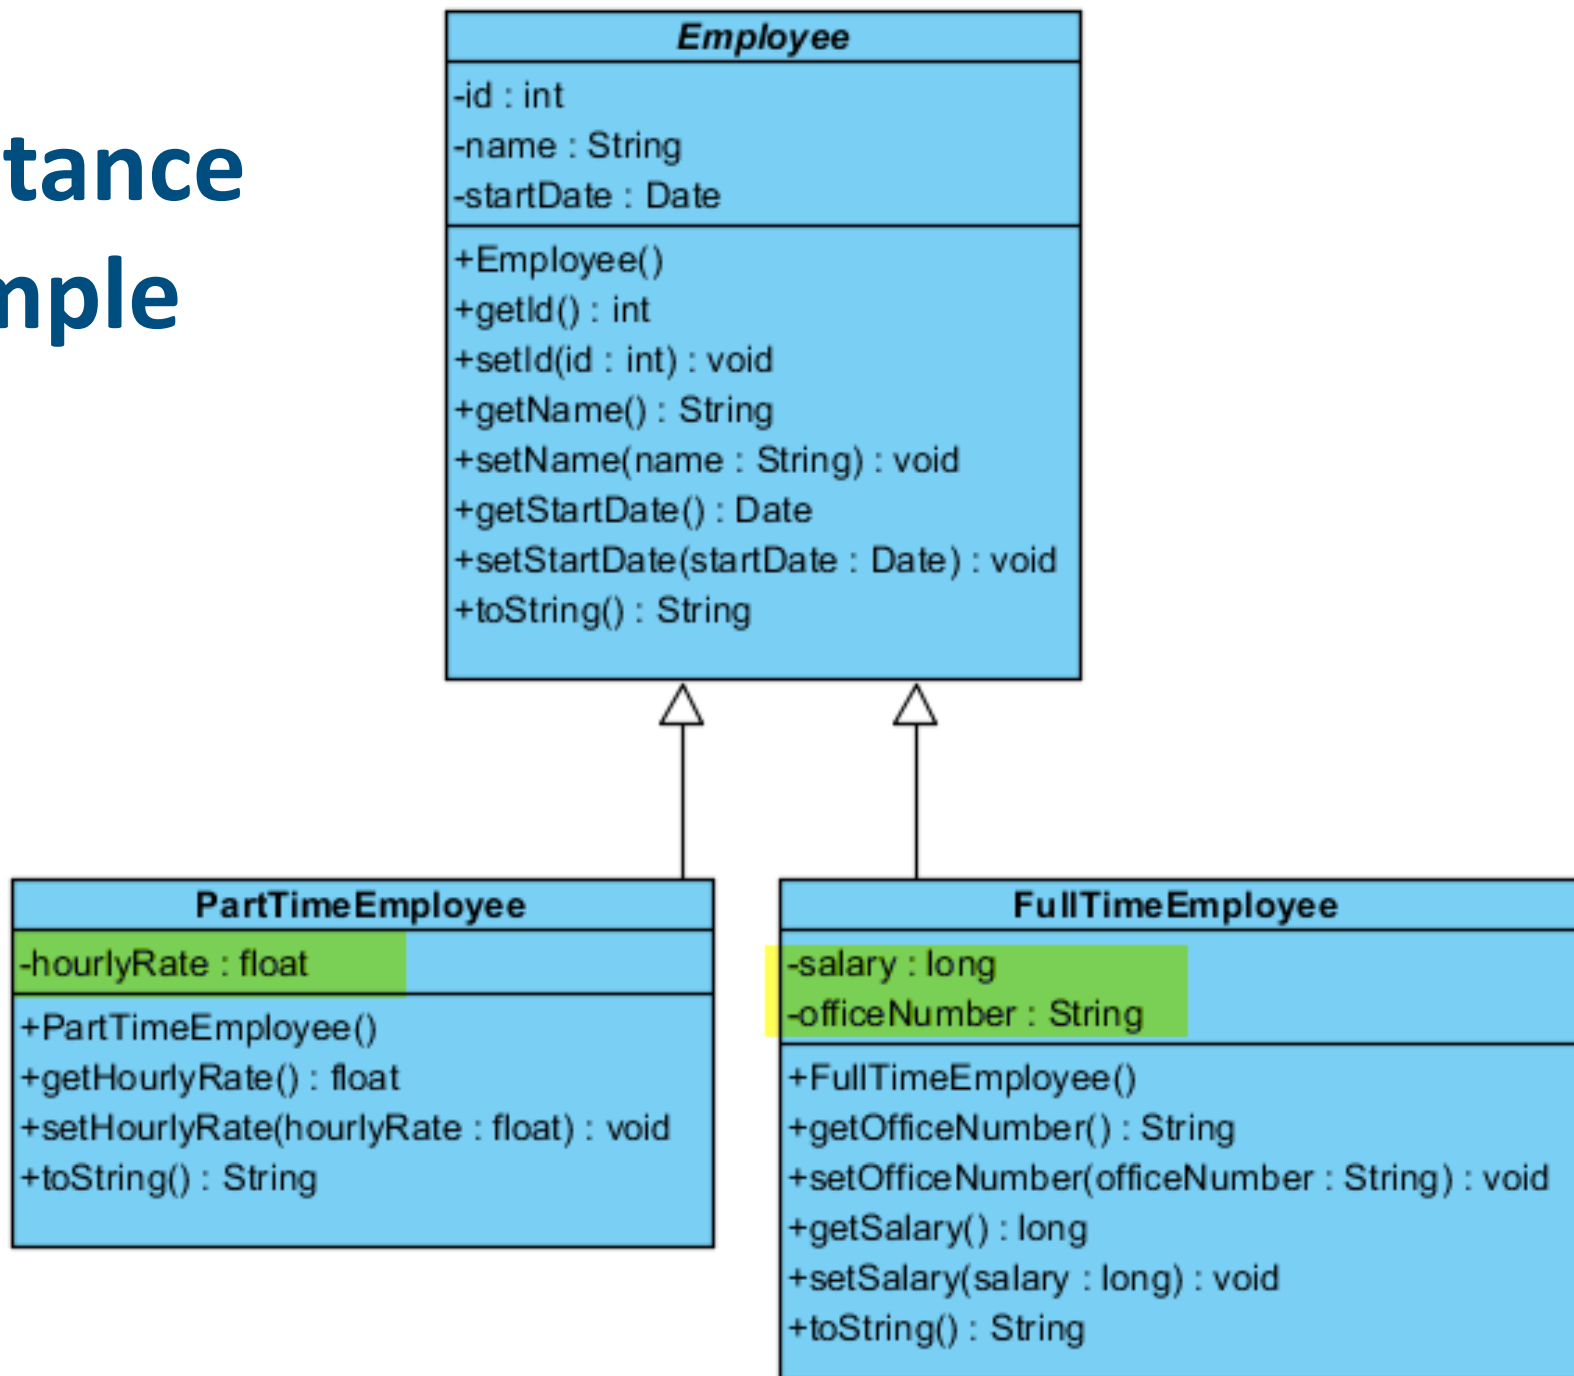 tance
mple
Employee
-id : int
-name : String
-startDate : Date
+Employee()
+getId() : int
+setId(id : int) : void
+getName() : String
+setName(name : String) : void
+getStartDate() : Date
+setStartDate(startDate : Date) : void
+toString() : String
PartTimeEmployee
-hourlyRate : float
+PartTimeEmployee()
+getHourlyRate() : float
+setHourlyRate(hourlyRate : float) : void
+toString() : String
FullTimeEmployee
-salary : long
-officeNumber : String
+FullTimeEmployee()
+getOfficeNumber() : String
+setOfficeNumber(officeNumber : String) : void
+getSalary() : long
+setSalary(salary : long) : void
+toString() : String